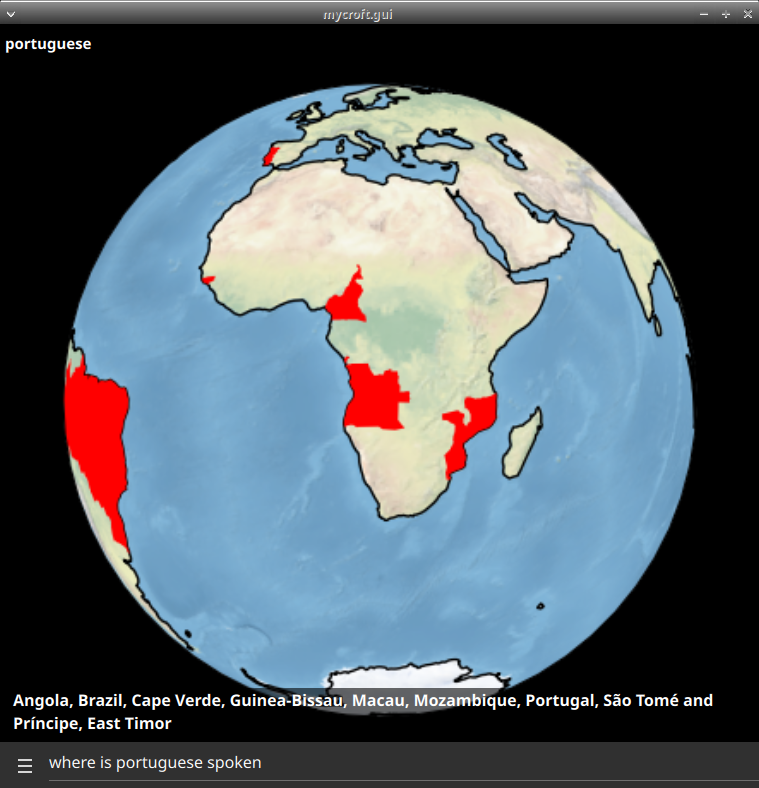 mycroft.gui
portuguese
Angola, Brazil, Cape Verde, Guinea-Bissau, Macau, Mozambique, Portugal, São Tomé and
Príncipe, East Timor
where is portuguese spoken